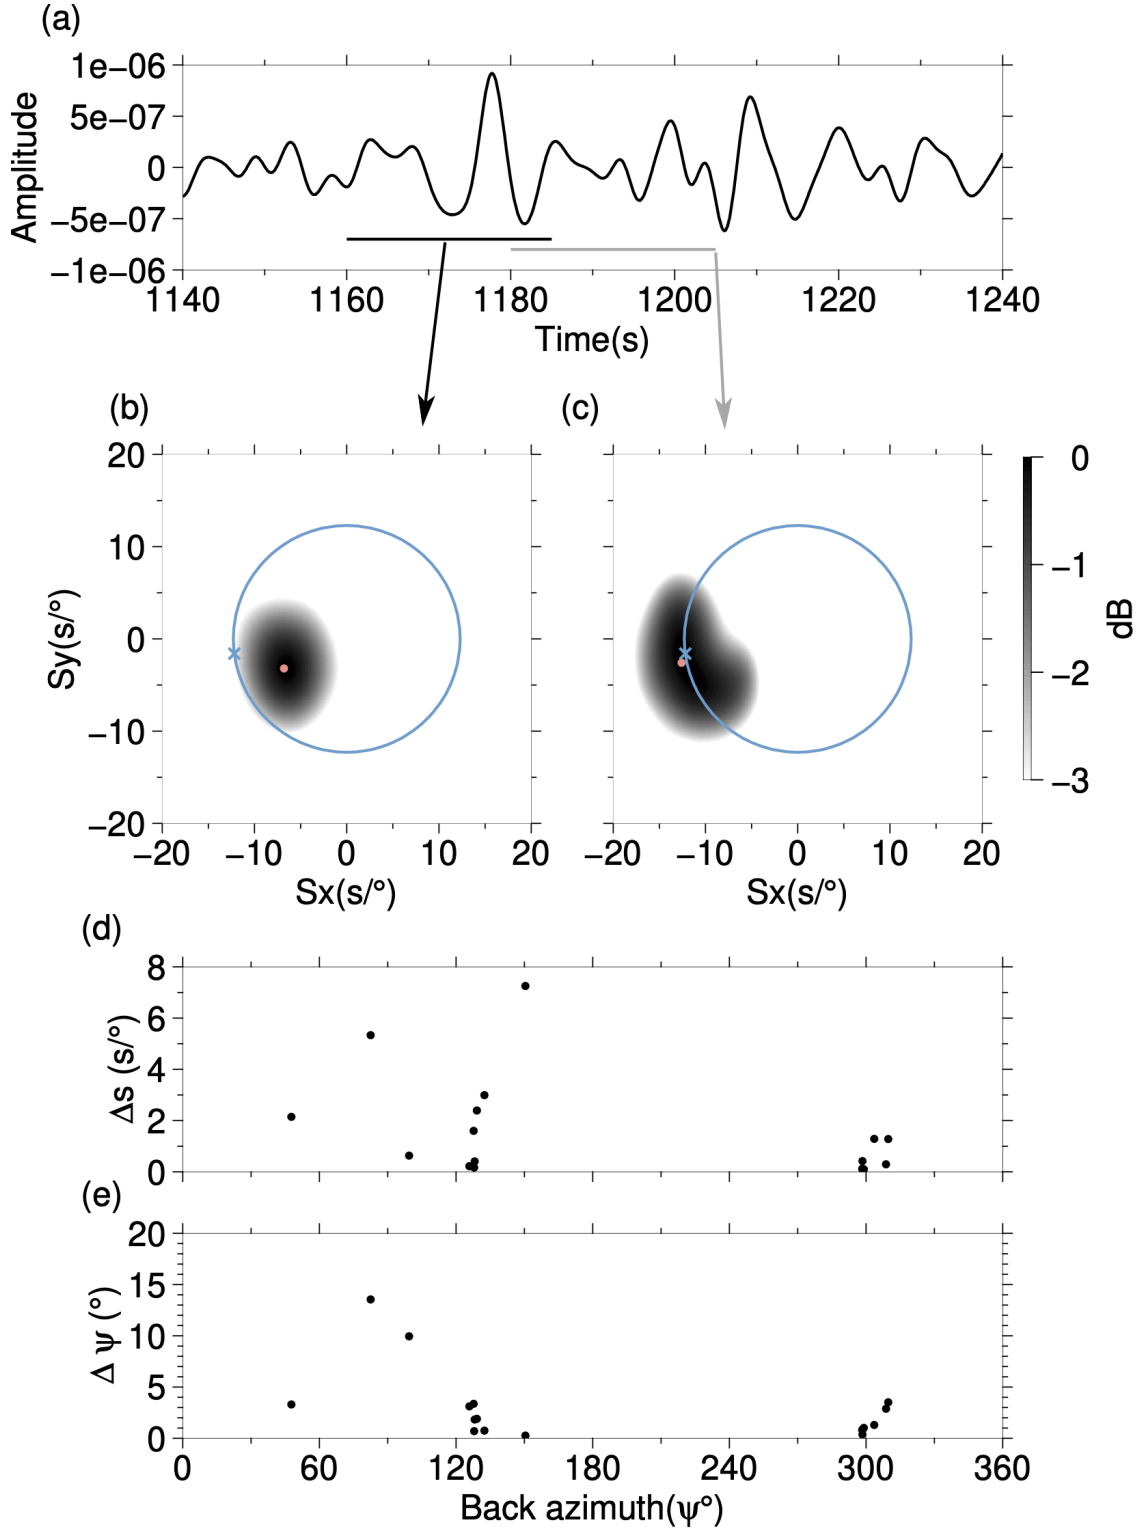 (a)
1e−06
5e−07
0
−5e−07
−1e−06
Amplitude
1140 1160 1180 1200 1220 1240
Time(s)
(b) (c)
20
10
0
−10
−20
Sy(s/°)
−20 −10 0 10 20
Sx(s/°)
−20 −10 0 10 20
Sx(s/°)
0
−1
−2
−3
dB
(d)
8
6
4
2
0
Δs (s/°)
(e)
20
15
10
5
0
Δ ψ (°)
0 60 120 180 240 300 360
Back azimuth(ψ°)